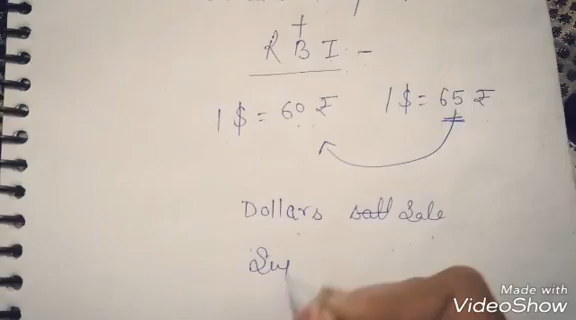 +
RBI -
1 $ = 60 ₹ 1 $ = 65 ₹
Dollars Sale
Made with
VideoShow